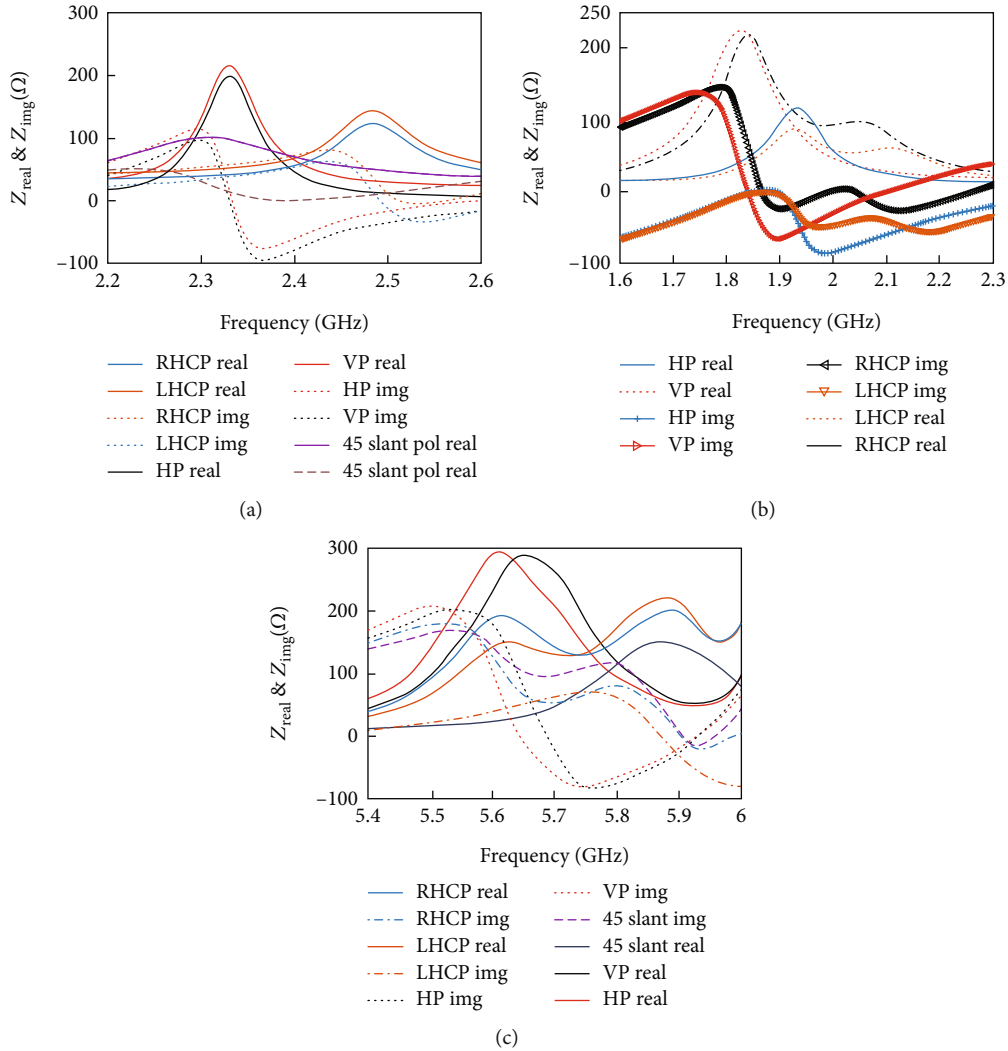 300
200
100
0
−100
Z_real & Z_img(Ω)
2.2 2.3 2.4 2.5 2.6
Frequency (GHz)
RHCP real VP real
LHCP real HP img
RHCP img VP img
LHCP img 45 slant pol real
HP real 45 slant pol real
(a)
250
200
150
100
50
0
−50
−100
Z_real & Z_img(Ω)
1.6 1.7 1.8 1.9 2 2.1 2.2 2.3
Frequency (GHz)
HP real RHCP img
VP real LHCP img
HP img LHCP real
VP img RHCP real
(b)
300
200
100
0
−100
Z_real & Z_img(Ω)
5.4 5.5 5.6 5.7 5.8 5.9 6
Frequency (GHz)
RHCP real VP img
RHCP img 45 slant img
LHCP real 45 slant real
LHCP img VP real
HP img HP real
(c)